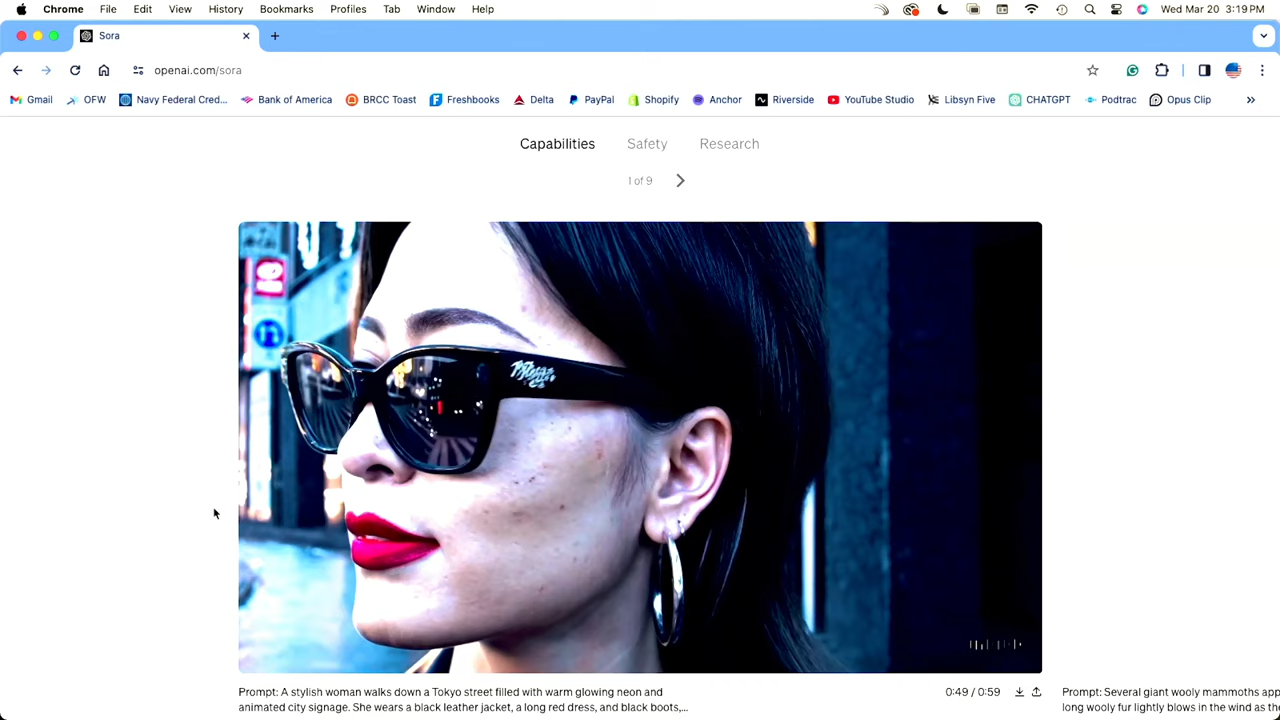 Chrome File Edit View History Bookmarks Profiles Tab Window Help Wed Mar 20 3:19 PM
Sora
openai.com/sora
Gmail OFW Navy Federal Cred... Bank of America BRCC Toast Freshbooks Delta PayPal Shopify Anchor Riverside YouTube Studio Libsyn Five CHATGPT Podtrac Opus Clip
Capabilities Safety Research
1 of 9
Prompt: A stylish woman walks down a Tokyo street filled with warm glowing neon and
animated city signage. She wears a black leather jacket, a long red dress, and black boots,...
0:49 / 0:59
Prompt: Several giant wooly mammoths app
long wooly fur lightly blows in the wind as the